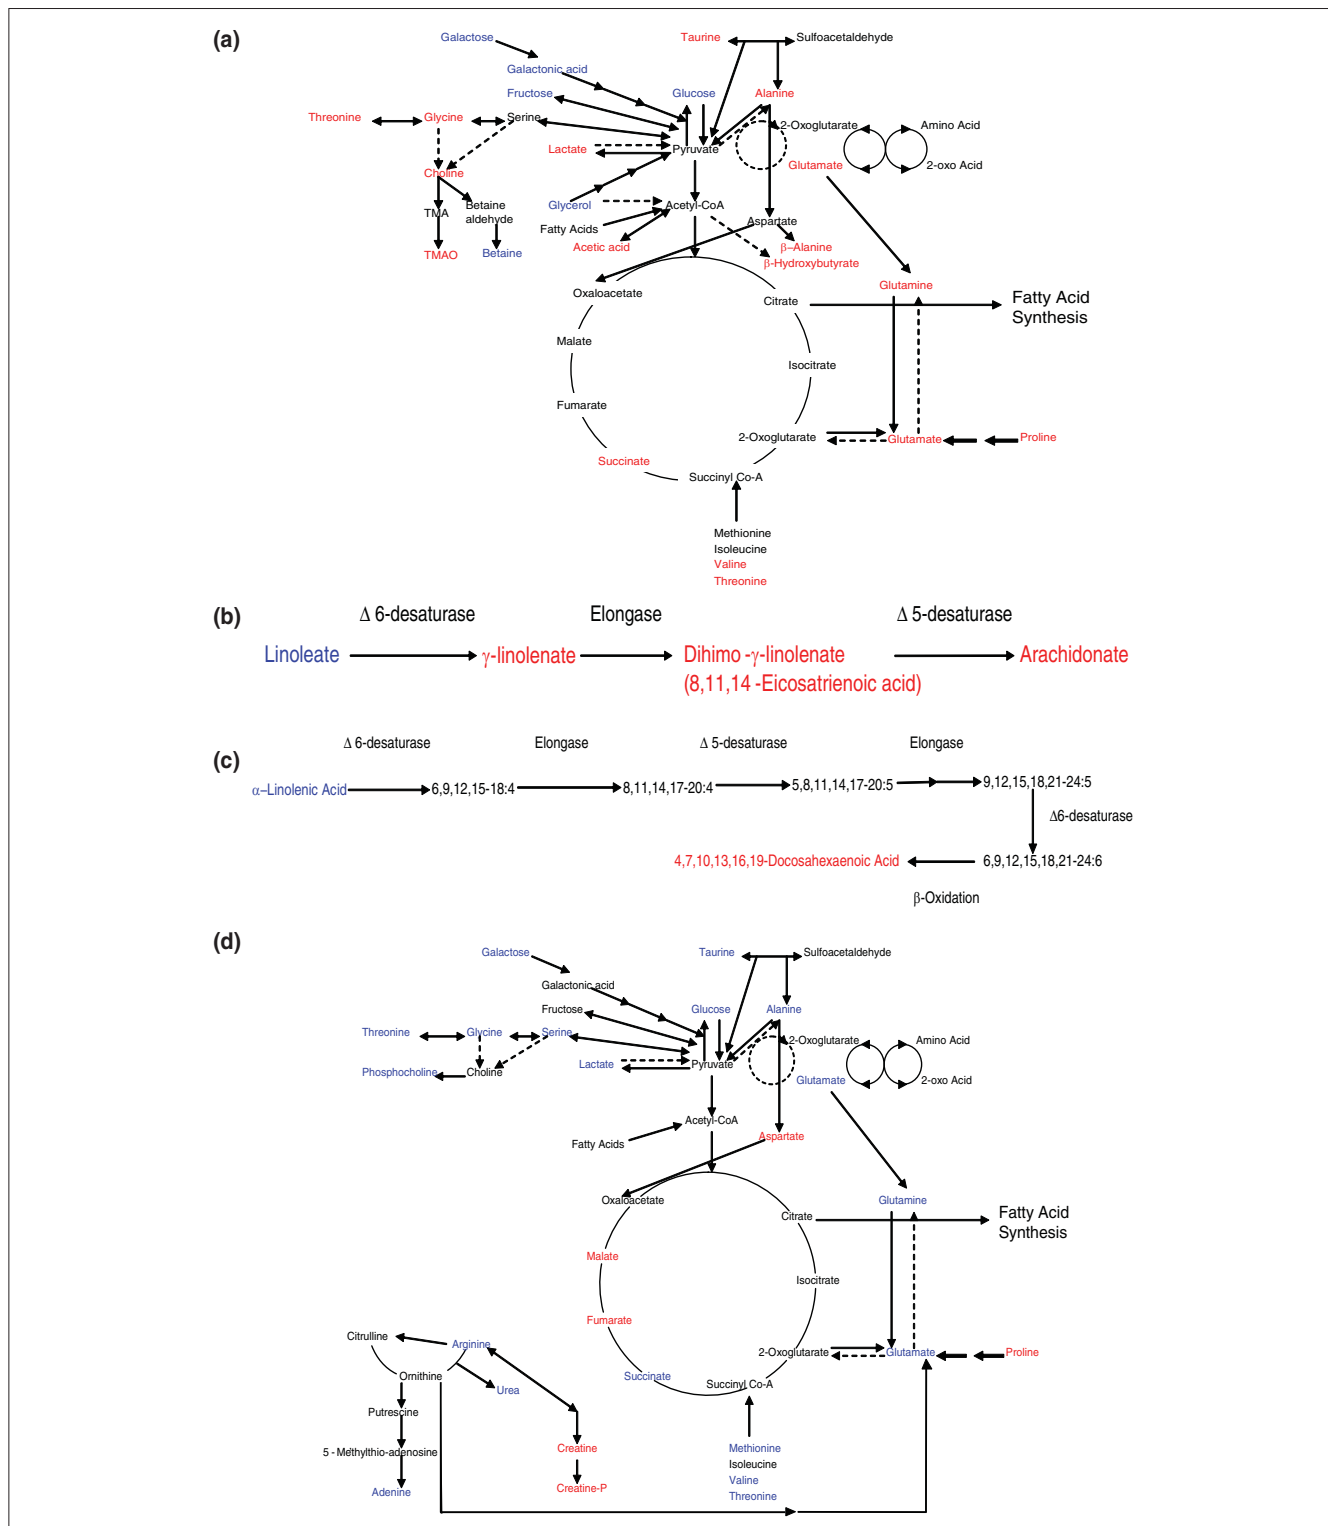 (a)
Galactose
Taurine
Sulfoacetaldehyde
Galactonic acid
Fructose
Glucose
Alanine
Threonine
Glycine
Serine
2-Oxoglutarate
Amino Acid
Lactate
Pyruvate
Glutamate
2-oxo Acid
Choline
TMA
Betaine
aldehyde
Glycerol
Acetyl-CoA
Fatty Acids
Aspartate
TMAO
Betaine
Acetic acid
β–Alanine
β-Hydroxybutyrate
Oxaloacetate
Citrate
Glutamine
Fatty Acid
Synthesis
Malate
Isocitrate
Fumarate
2-Oxoglutarate
Glutamate
Proline
Succinate
Succinyl Co-A
Methionine
Isoleucine
Valine
Threonine
(b)
Δ 6-desaturase
Elongase
Δ 5-desaturase
Linoleate
γ-linolenate
Dihimo -γ-linolenate
(8,11,14 -Eicosatrienoic acid)
Arachidonate
(c)
Δ 6-desaturase
Elongase
Δ 5-desaturase
Elongase
α–Linolenic Acid
6,9,12,15-18:4
8,11,14,17-20:4
5,8,11,14,17-20:5
9,12,15,18,21-24:5
Δ6-desaturase
4,7,10,13,16,19-Docosahexaenoic Acid
6,9,12,15,18,21-24:6
β-Oxidation
(d)
Galactose
Taurine
Sulfoacetaldehyde
Galactonic acid
Fructose
Glucose
Alanine
Threonine
Glycine
Serine
2-Oxoglutarate
Amino Acid
Lactate
Pyruvate
Phosphocholine
Choline
Glutamate
2-oxo Acid
Acetyl-CoA
Fatty Acids
Aspartate
Oxaloacetate
Citrate
Glutamine
Fatty Acid
Synthesis
Malate
Isocitrate
Fumarate
Citrulline
Arginine
2-Oxoglutarate
Glutamate
Proline
Ornithine
Urea
Succinate
Succinyl Co-A
Putrescine
5 - Methylthio-adenosine
Creatine
Methionine
Isoleucine
Valine
Threonine
Adenine
Creatine-P